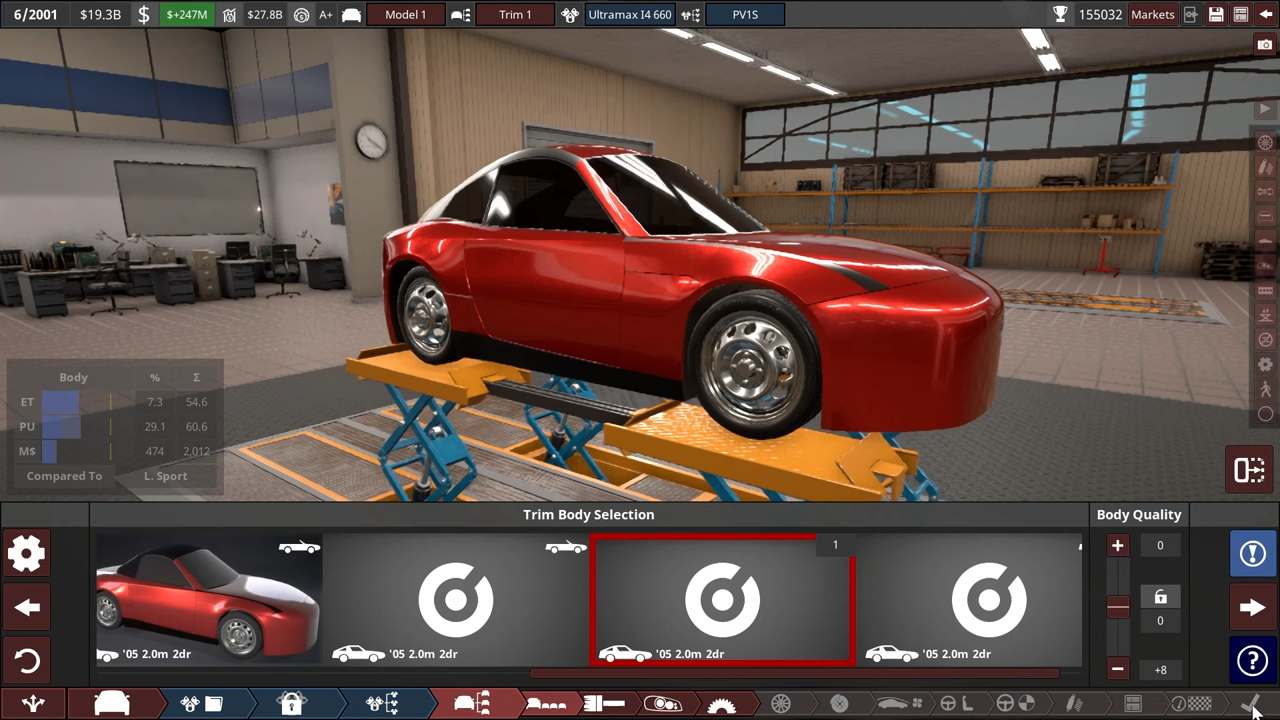 6/2001 $19.3B $ $+247M $27.8B A+ Model 1 Trim 1 Ultramax I4 660 PV1S 155032 Markets
Body % Σ
ET 7.3 54.6
PU 29.1 60.6
M$ 474 2,012
Compared To L. Sport
Trim Body Selection
Body Quality
1
+ 0
0
- +8
'05 2.0m 2dr
'05 2.0m 2dr
'05 2.0m 2dr
'05 2.0m 2dr
?